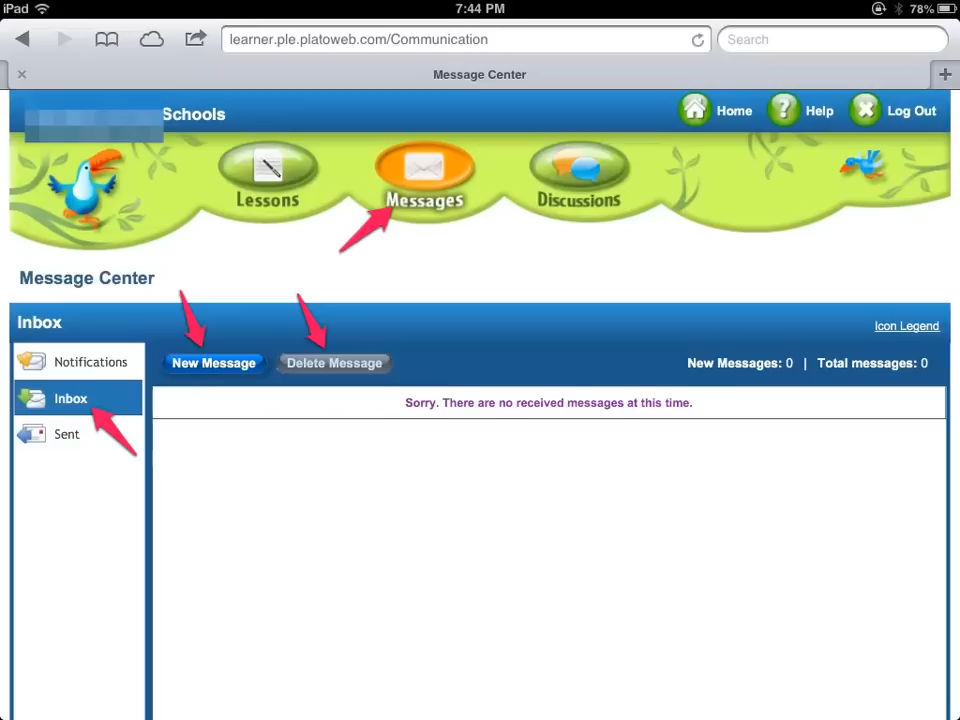 iPad 7:44 PM 78%
learner.ple.platoweb.com/Communication Search
Message Center
Schools Home ? Help Log Out
Lessons Messages Discussions
Message Center
Inbox Icon Legend
Notifications New Message Delete Message New Messages: 0 | Total messages: 0
Inbox Sorry. There are no received messages at this time.
Sent